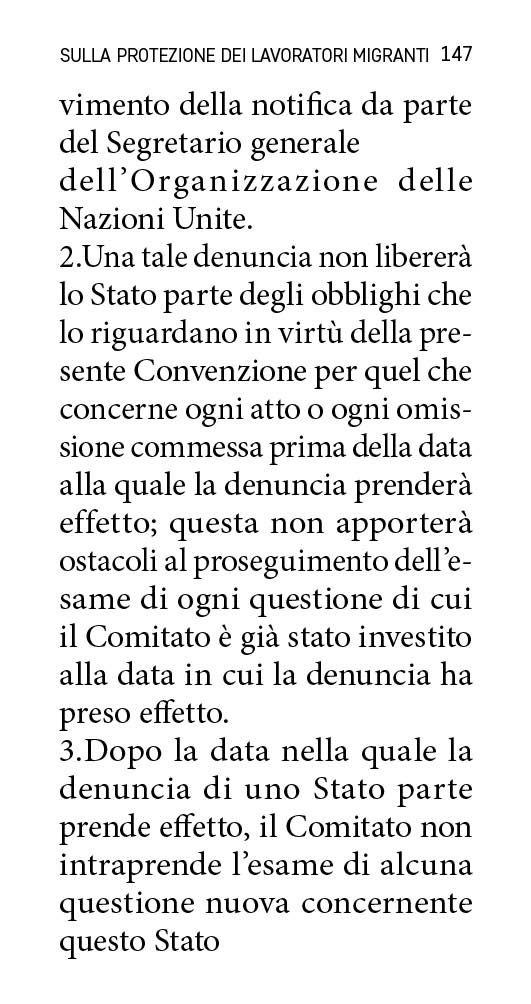 SULLA PROTEZIONE DEI LAVORATORI MIGRANTI 147
vimento della notifica da parte
del Segretario generale
dell’Organizzazione delle
Nazioni Unite.
2.Una tale denuncia non libererà
lo Stato parte degli obblighi che
lo riguardano in virtù della pre-
sente Convenzione per quel che
concerne ogni atto o ogni omis-
sione commessa prima della data
alla quale la denuncia prenderà
effetto; questa non apporterà
ostacoli al proseguimento dell’e-
same di ogni questione di cui
il Comitato è già stato investito
alla data in cui la denuncia ha
preso effetto.
3.Dopo la data nella quale la
denuncia di uno Stato parte
prende effetto, il Comitato non
intraprende l’esame di alcuna
questione nuova concernente
questo Stato